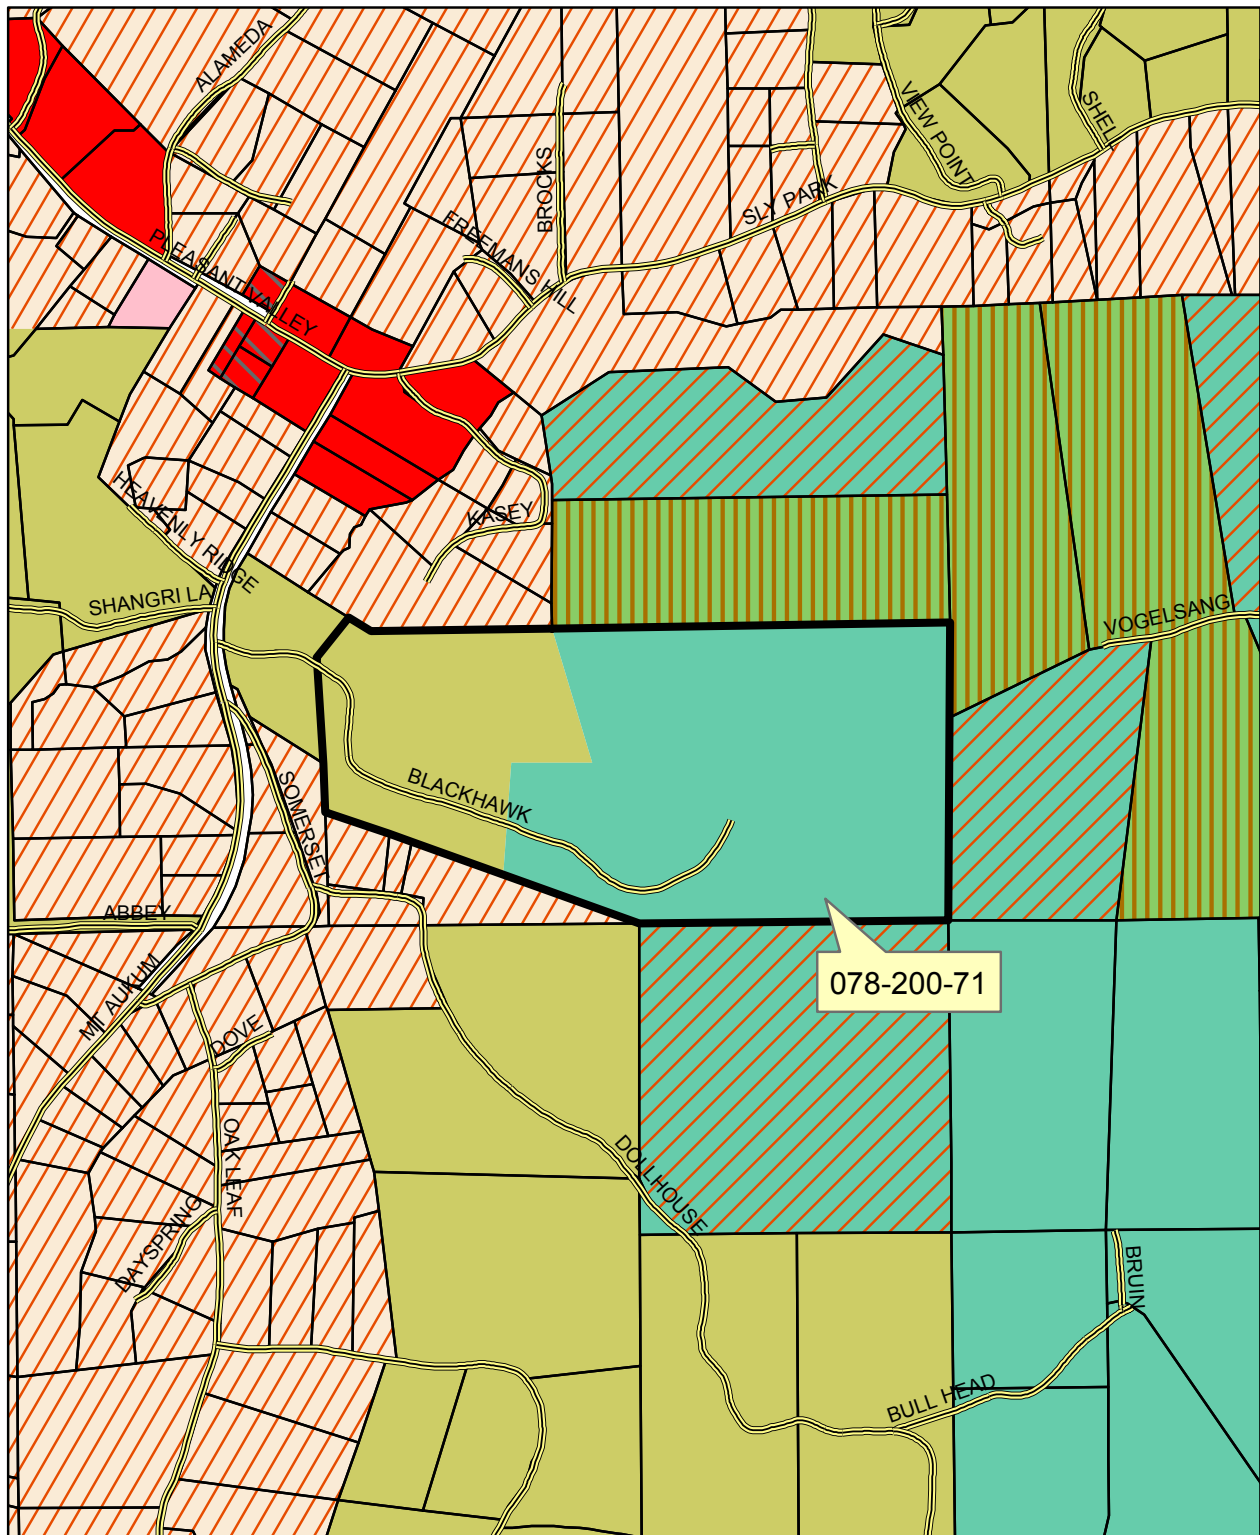 ALAMEDA
VIEW POINT
SHEL
BROCKS
SLY PARK
FREEMANS HILL
PLEASANT VALLEY
HEAVENLY RIDGE
KASEY
SHANGRI LA
VOGELSANG
BLACKHAWK
SOMERSET
ABBEY
078-200-71
MT AUKUM
DOVE
OAK LEAF
DOLLHOUSE
DAYSPRING
BRUIN
BULL HEAD